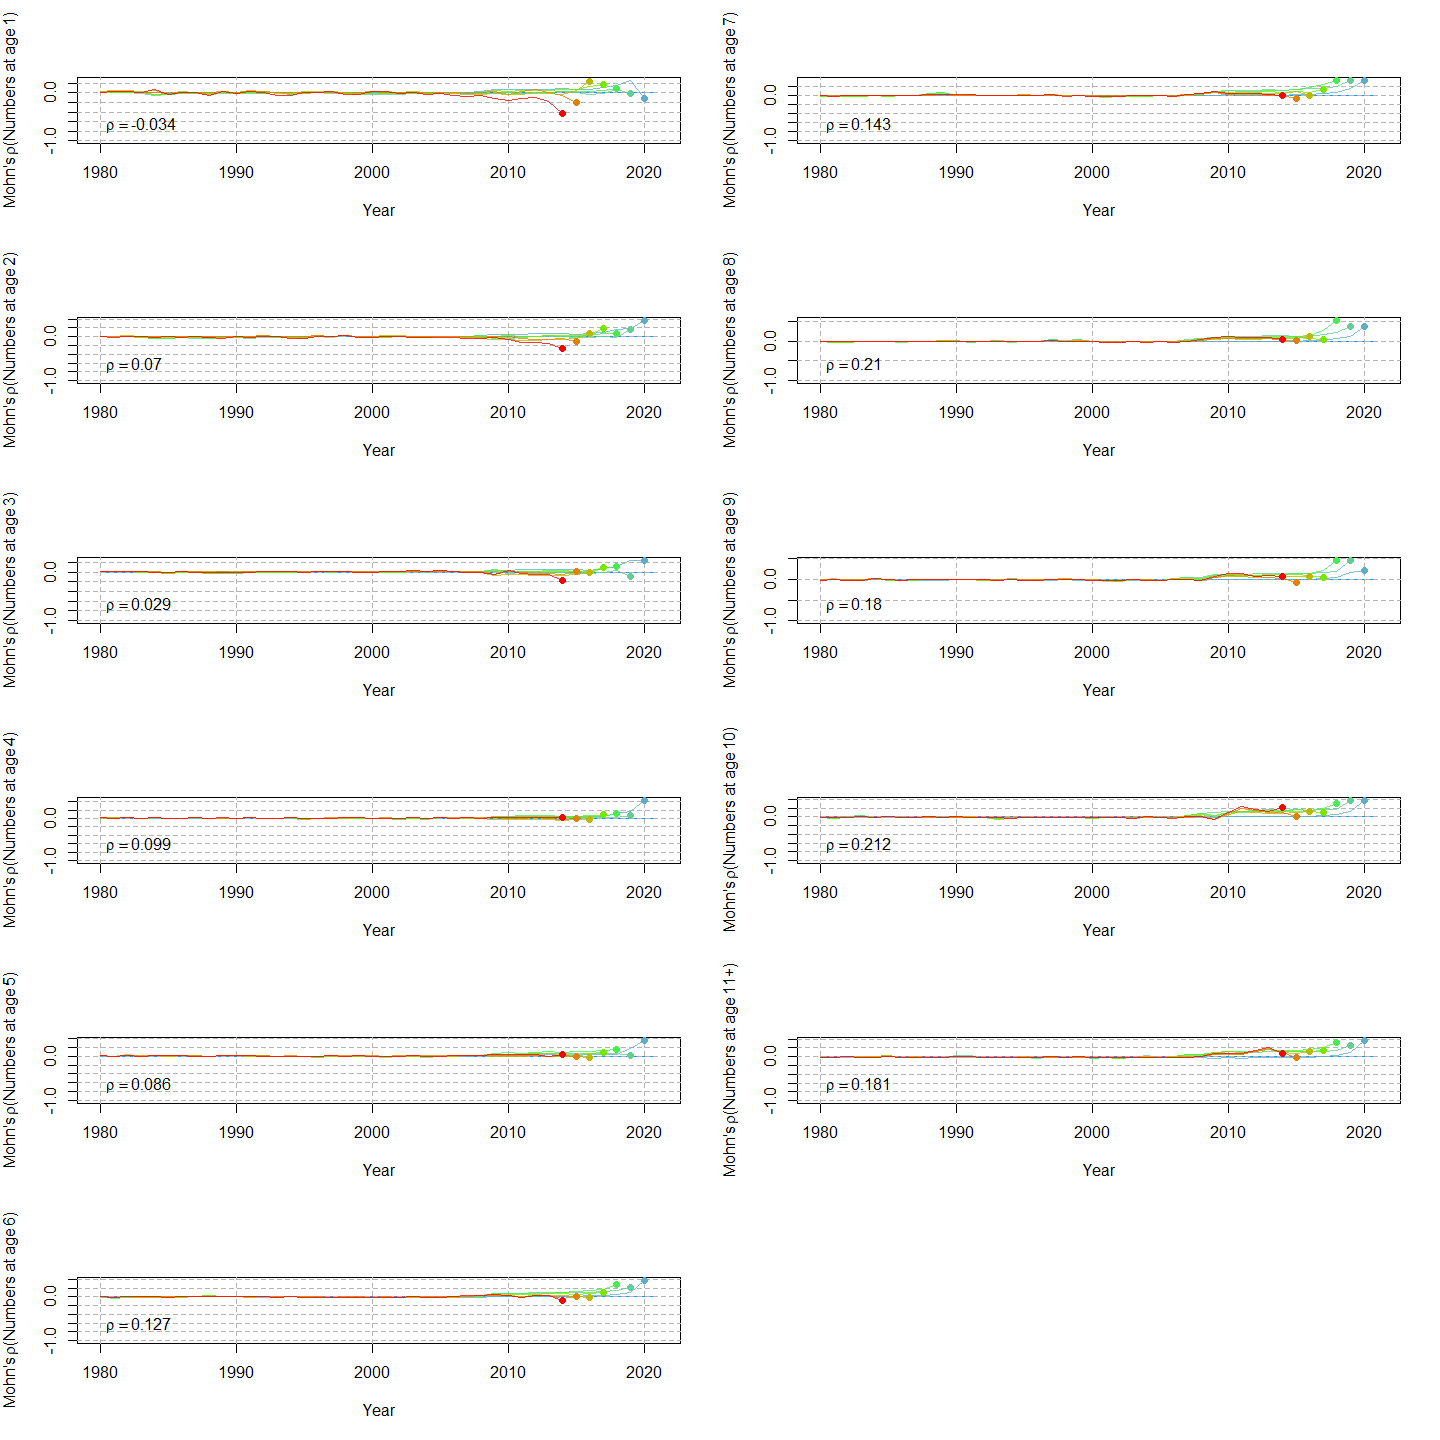 Mohn's ρ(Numbers at age 1)
0.0
-1.0
ρ = -0.034
1980 1990 2000 2010 2020
Year
Mohn's ρ(Numbers at age 2)
0.0
-1.0
ρ = 0.07
1980 1990 2000 2010 2020
Year
Mohn's ρ(Numbers at age 3)
0.0
-1.0
ρ = 0.029
1980 1990 2000 2010 2020
Year
Mohn's ρ(Numbers at age 4)
0.0
-1.0
ρ = 0.099
1980 1990 2000 2010 2020
Year
Mohn's ρ(Numbers at age 5)
0.0
-1.0
ρ = 0.086
1980 1990 2000 2010 2020
Year
Mohn's ρ(Numbers at age 6)
0.0
-1.0
ρ = 0.127
1980 1990 2000 2010 2020
Year
Mohn's ρ(Numbers at age 7)
0.0
-1.0
ρ = 0.143
1980 1990 2000 2010 2020
Year
Mohn's ρ(Numbers at age 8)
0.0
-1.0
ρ = 0.21
1980 1990 2000 2010 2020
Year
Mohn's ρ(Numbers at age 9)
0.0
-1.0
ρ = 0.18
1980 1990 2000 2010 2020
Year
Mohn's ρ(Numbers at age 10)
0.0
-1.0
ρ = 0.212
1980 1990 2000 2010 2020
Year
Mohn's ρ(Numbers at age 11+)
0.0
-1.0
ρ = 0.181
1980 1990 2000 2010 2020
Year